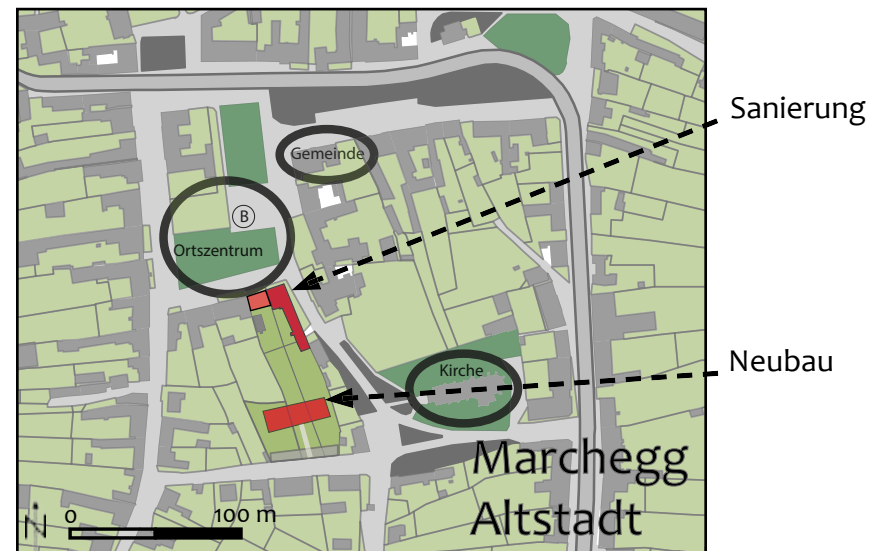 Sanierung
Gemeinde
B
Ortszentrum
Neubau
Kirche
Marchegg
Altstadt
N
0 100 m